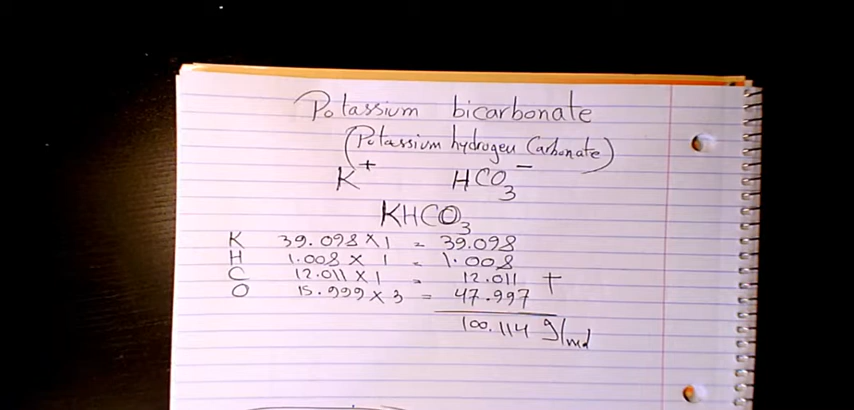 Potassium bicarbonate
(Potassium hydrogen Carbonate)
K+ HCO3−
KHCO3
K 39.098 × 1 = 39.098
H 1.008 × 1 = 1.008
C 12.011 × 1 = 12.011 +
O 15.999 × 3 = 47.997
100.114 g/mol